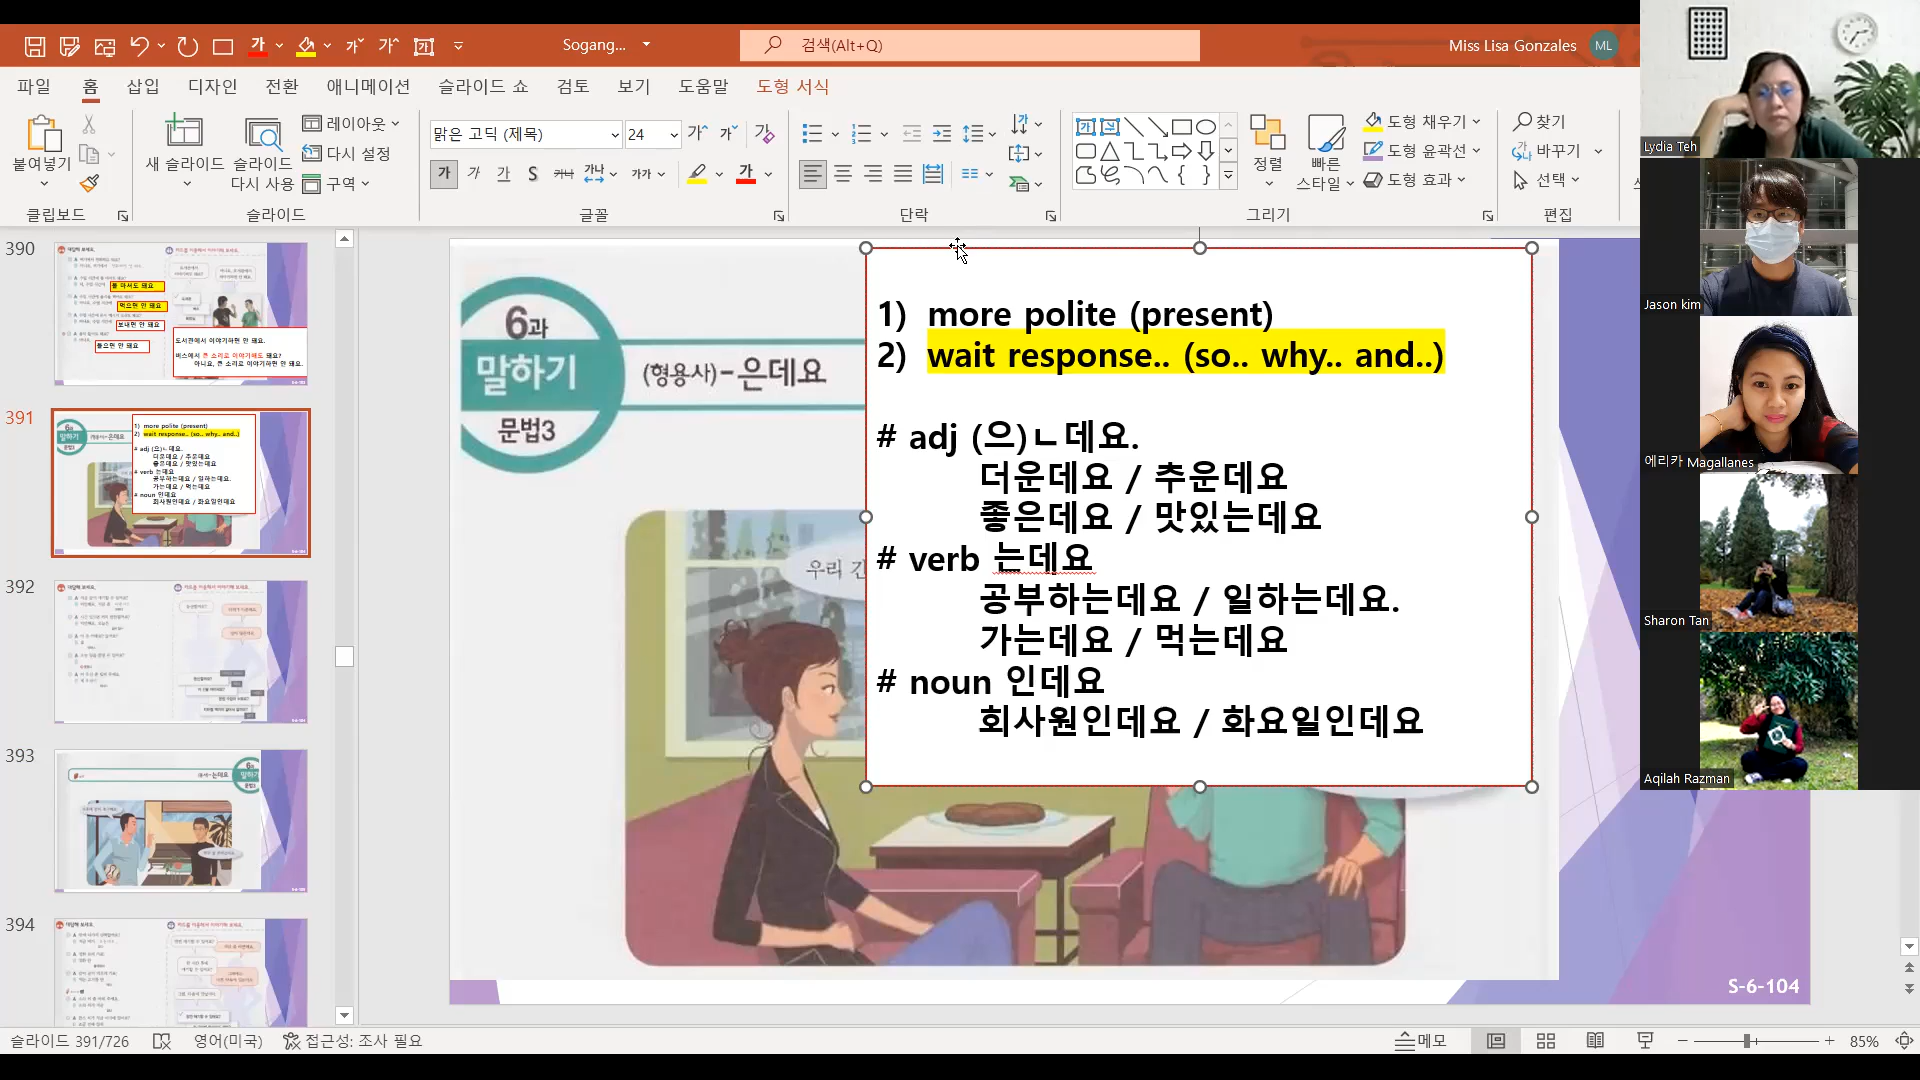 Sogang...
검색(Alt+Q)
Miss Lisa Gonzales
ML
파일
홈
삽입
디자인
전환
애니메이션
슬라이드 쇼
검토
보기
도움말
도형 서식
붙여넣기
클립보드
새 슬라이드
슬라이드 다시 사용
레이아웃
다시 설정
구역
슬라이드
맑은 고딕 (제목)
24
글꼴
단락
정렬
빠른 스타일
도형 채우기
도형 윤곽선
도형 효과
그리기
찾기
바꾸기
선택
편집
390
391
392
393
394
6과
말하기
문법3
(형용사)-은데요
우리 간
1) more polite (present)
2) wait response.. (so.. why.. and..)
# adj (으)ㄴ데요.
더운데요 / 추운데요
좋은데요 / 맛있는데요
# verb 는데요
공부하는데요 / 일하는데요.
가는데요 / 먹는데요
# noun 인데요
회사원인데요 / 화요일인데요
S-6-104
Lydia Teh
Jason kim
에리카 Magallanes
Sharon Tan
Aqilah Razman
슬라이드 391/726
영어(미국)
접근성: 조사 필요
메모
85%